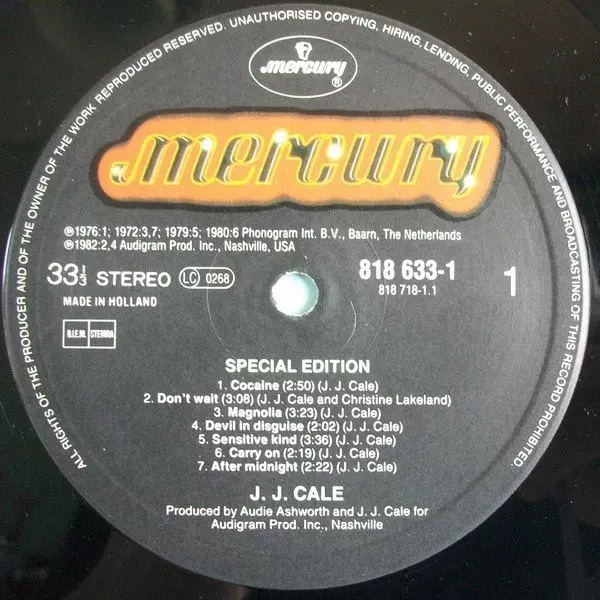 ALL RIGHTS OF THE PRODUCER AND OF THE OWNER OF THE WORK REPRODUCED RESERVED. UNAUTHORISED COPYING, HIRING, LENDING, PUBLIC PERFORMANCE AND BROADCASTING OF THIS RECORD PROHIBITED
mercury
®
mercury
℗1976:1; 1972:3,7; 1979:5; 1980:6 Phonogram Int. B.V., Baarn, The Netherlands
℗1982:2,4 Audigram Prod. Inc., Nashville, USA
33⅓ STEREO LC 0268
818 633-1
1
MADE IN HOLLAND
818 718-1.1
B.I.E.M. STEMRA
SPECIAL EDITION
1. Cocaine (2:50) (J. J. Cale)
2. Don't wait (3:08) (J. J. Cale and Christine Lakeland)
3. Magnolia (3:23) (J. J. Cale)
4. Devil in disguise (2:02) (J. J. Cale)
5. Sensitive kind (3:36) (J. J. Cale)
6. Carry on (2:19) (J. J. Cale)
7. After midnight (2:22) (J. J. Cale)
J. J. CALE
Produced by Audie Ashworth and J. J. Cale for
Audigram Prod. Inc., Nashville